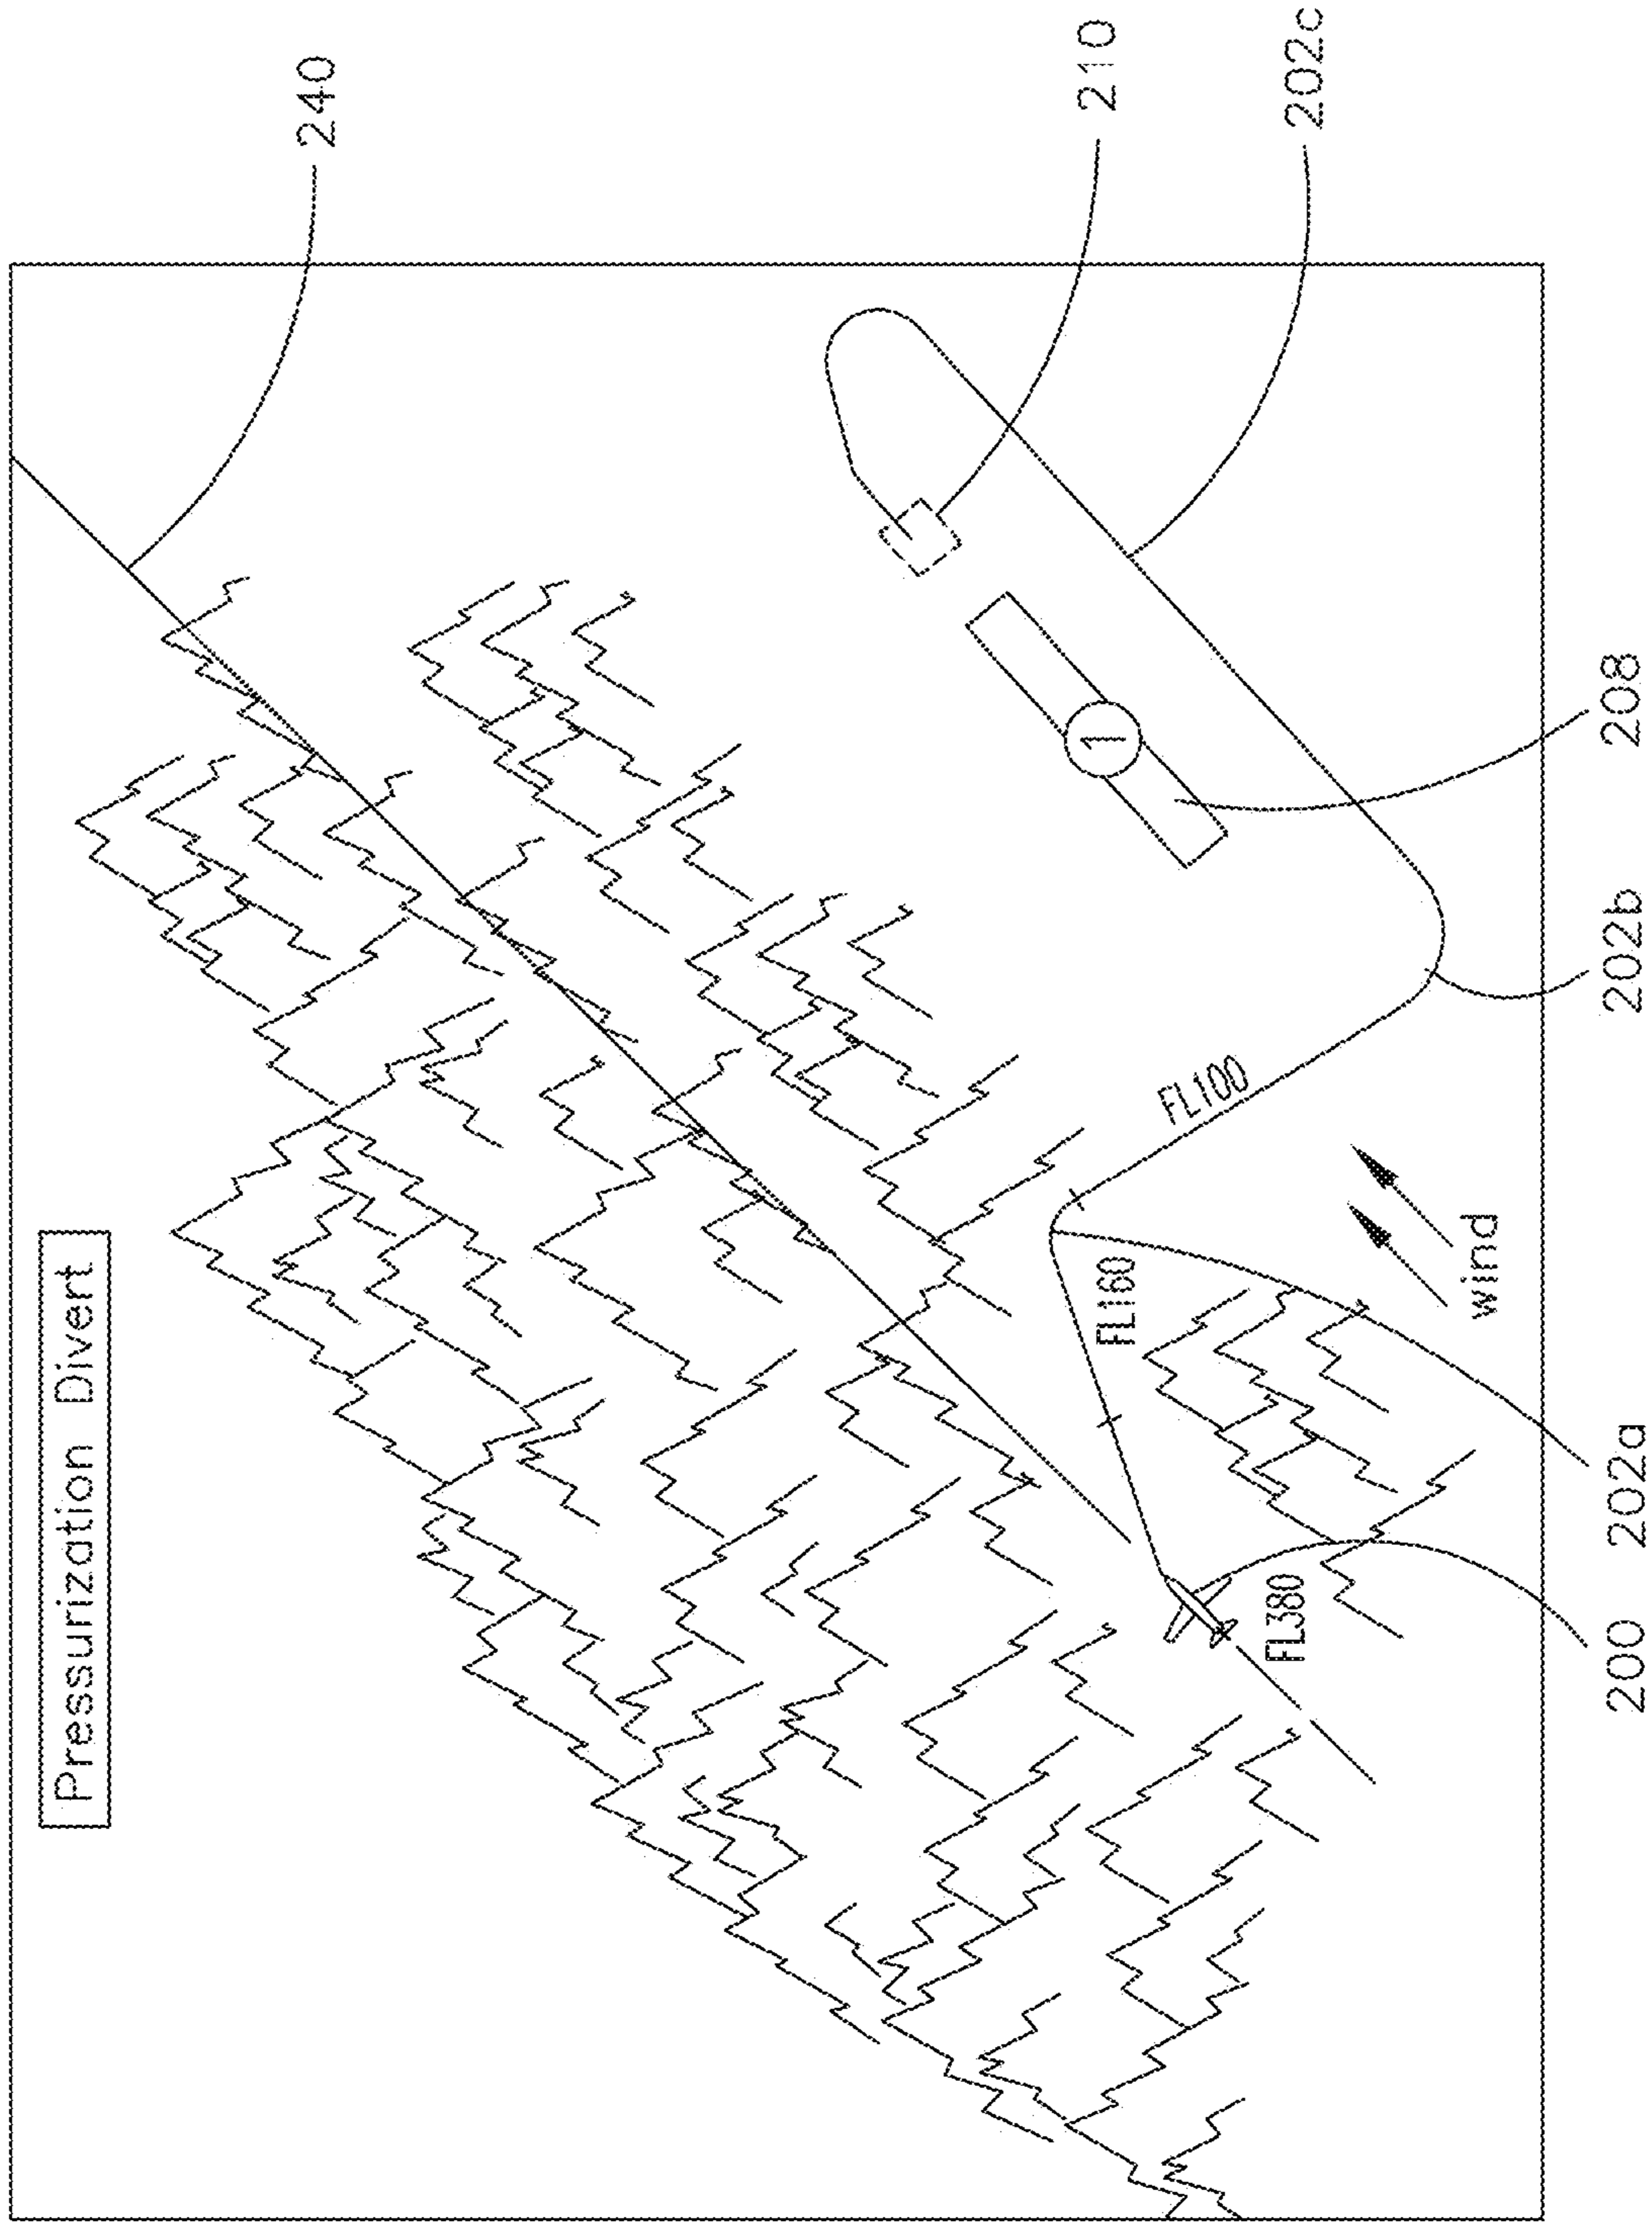 Pressurization Divert
240
210
202c
1
208
FL100
202b
FL160
wind
FL380
202a
200